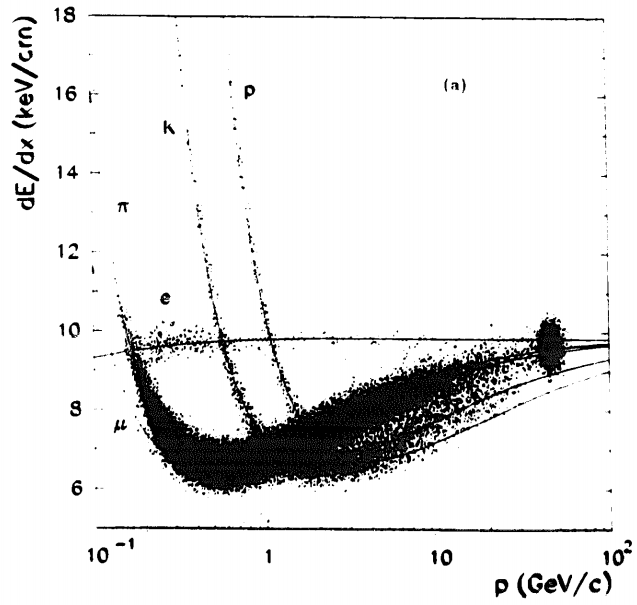 dE/dx (keV/cm)
18
16
14
12
10
8
6
(a)
p
k
π
e
μ
10⁻¹
1
10
10²
p (GeV/c)